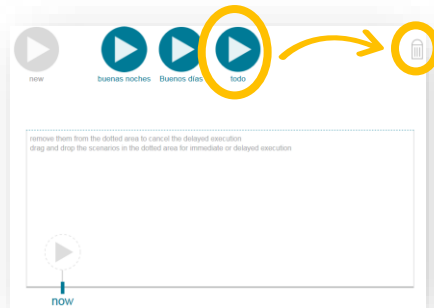 new
buenas noches
Buenos días
todo
remove them from the dotted area to cancel the delayed execution
drag and drop the scenarios in the dotted area for immediate or delayed execution
now